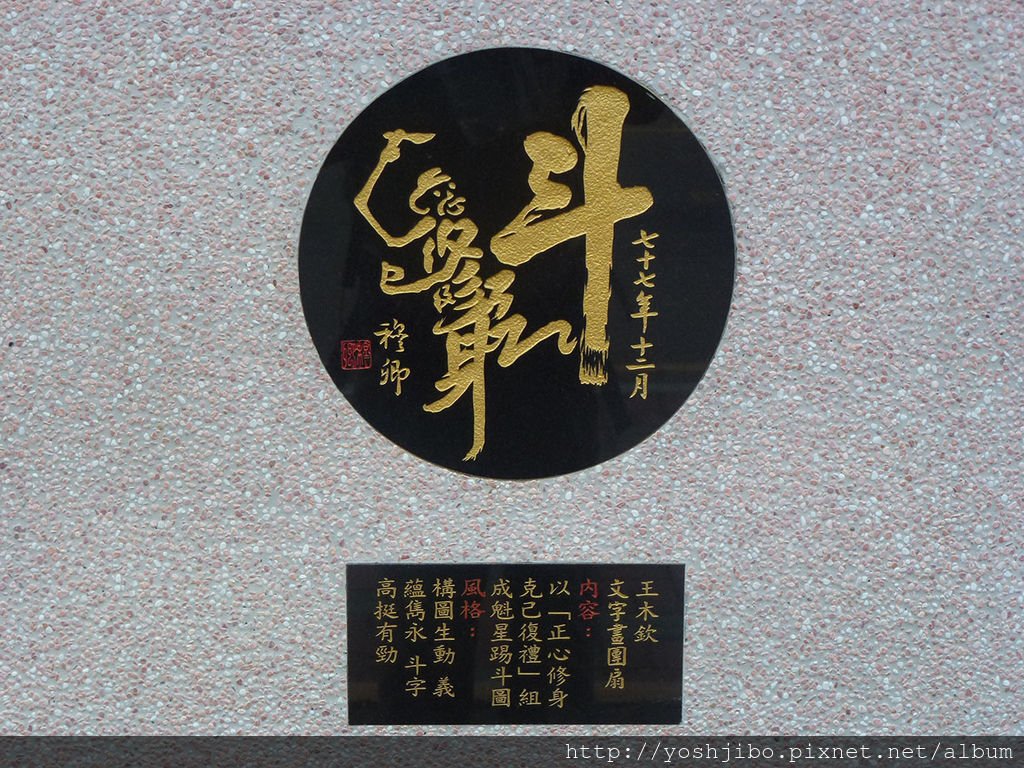 斗
七十七年十二月
穆卿
王木欽
文字畫團扇
內容：
以「正心修身
克己復禮」組
成魁星踢斗圖
風格：
構圖生動 義
蘊雋永 斗字
高挺有勁
http://yoshjibo.pixnet.net/album